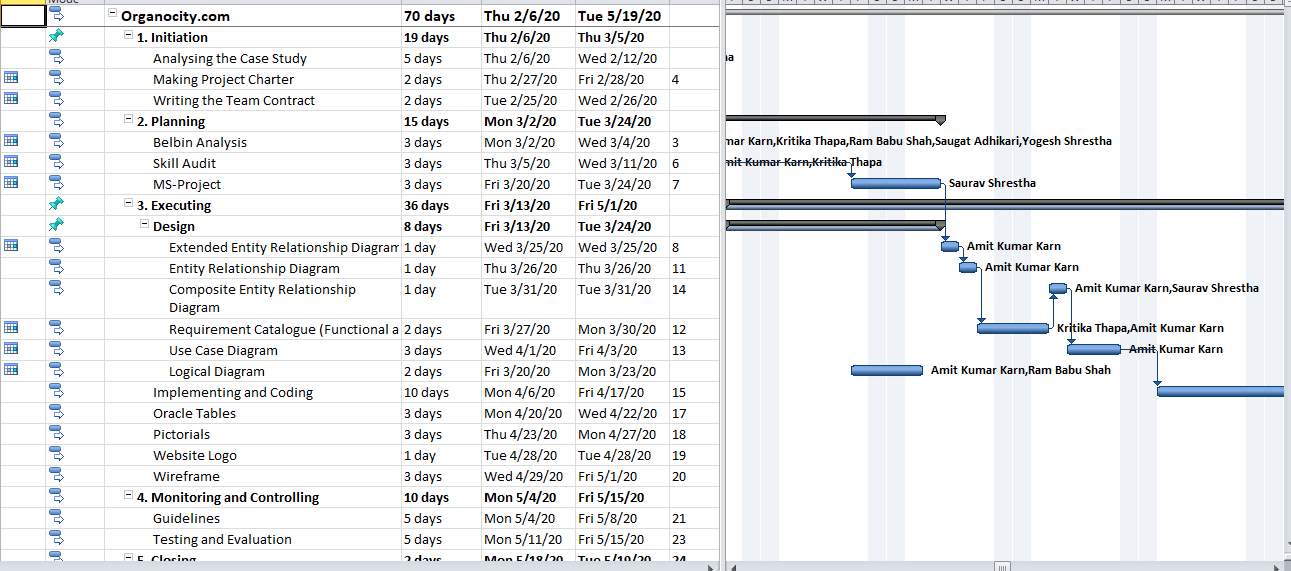 Organocity.com 70 days Thu 2/6/20 Tue 5/19/20
1. Initiation 19 days Thu 2/6/20 Thu 3/5/20
Analysing the Case Study 5 days Thu 2/6/20 Wed 2/12/20
Making Project Charter 2 days Thu 2/27/20 Fri 2/28/20 4
Writing the Team Contract 2 days Tue 2/25/20 Wed 2/26/20
2. Planning 15 days Mon 3/2/20 Tue 3/24/20
Belbin Analysis 3 days Mon 3/2/20 Wed 3/4/20 3 Karn,Kritika Thapa,Ram Babu Shah,Saugat Adhikari,Yogesh Shrestha
Skill Audit 3 days Thu 3/5/20 Wed 3/11/20 6 Kumar Karn,Kritika Thapa
MS-Project 3 days Fri 3/20/20 Tue 3/24/20 7 Saurav Shrestha
3. Executing 36 days Fri 3/13/20 Fri 5/1/20
Design 8 days Fri 3/13/20 Tue 3/24/20
Extended Entity Relationship Diagram 1 day Wed 3/25/20 Wed 3/25/20 8 Amit Kumar Karn
Entity Relationship Diagram 1 day Thu 3/26/20 Thu 3/26/20 11 Amit Kumar Karn
Composite Entity Relationship 1 day Tue 3/31/20 Tue 3/31/20 14 Amit Kumar Karn,Saurav Shrestha
Diagram
Requirement Catalogue (Functional a 2 days Fri 3/27/20 Mon 3/30/20 12 Kritika Thapa,Amit Kumar Karn
Use Case Diagram 3 days Wed 4/1/20 Fri 4/3/20 13 Amit Kumar Karn
Logical Diagram 2 days Fri 3/20/20 Mon 3/23/20 Amit Kumar Karn,Ram Babu Shah
Implementing and Coding 10 days Mon 4/6/20 Fri 4/17/20 15
Oracle Tables 3 days Mon 4/20/20 Wed 4/22/20 17
Pictorials 3 days Thu 4/23/20 Mon 4/27/20 18
Website Logo 1 day Tue 4/28/20 Tue 4/28/20 19
Wireframe 3 days Wed 4/29/20 Fri 5/1/20 20
4. Monitoring and Controlling 10 days Mon 5/4/20 Fri 5/15/20
Guidelines 5 days Mon 5/4/20 Fri 5/8/20 21
Testing and Evaluation 5 days Mon 5/11/20 Fri 5/15/20 23
5. Closing 2 days Mon 5/18/20 Tue 5/19/20 24